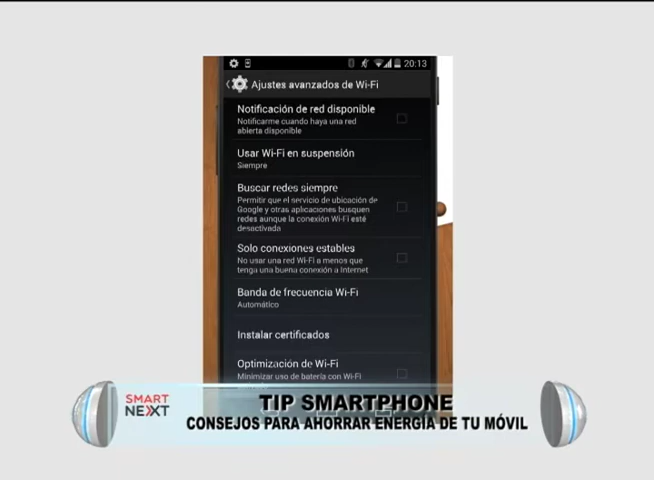 20:13
Ajustes avanzados de Wi-Fi
Notificación de red disponible
Notificarme cuando haya una red
abierta disponible
Usar Wi-Fi en suspensión
Siempre
Buscar redes siempre
Permitir que el servicio de ubicación de
Google y otras aplicaciones busquen
redes aunque la conexión Wi-Fi esté
desactivada
Solo conexiones estables
No usar una red Wi-Fi a menos que
tenga una buena conexión a Internet
Banda de frecuencia Wi-Fi
Automático
Instalar certificados
Optimización de Wi-Fi
Minimizar uso de batería con Wi-Fi
SMART
NEXT
TIP SMARTPHONE
CONSEJOS PARA AHORRAR ENERGÍA DE TU MÓVIL